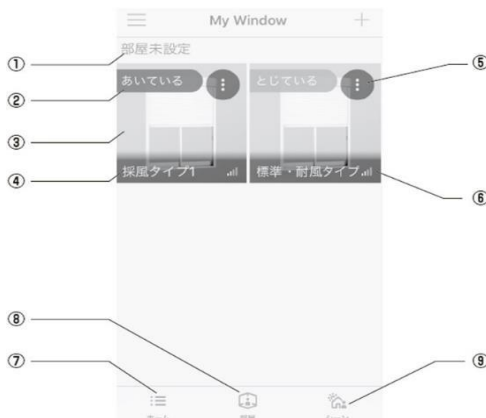 My Window
部屋未設定
① ⑤
あいている とじている
②
③
④ 採風タイプ1 標準・耐風タイプ ⑥
⑧
⑦ ⑨